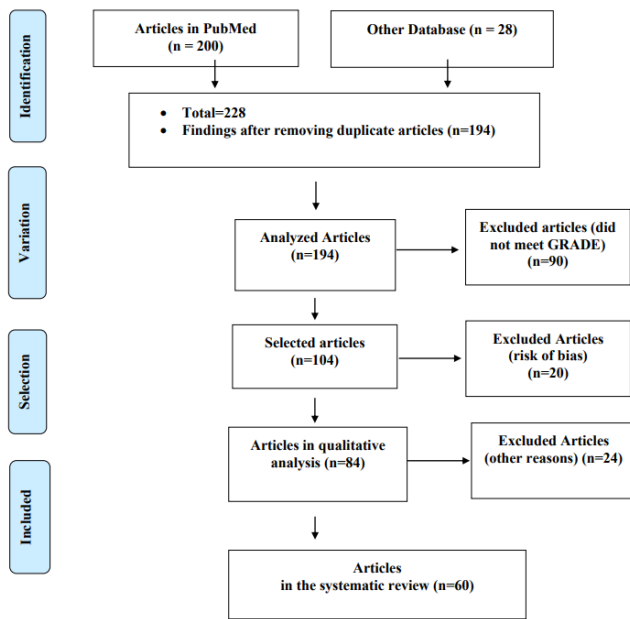 Identification
Articles in PubMed
(n = 200)
Other Database (n = 28)
• Total=228
• Findings after removing duplicate articles (n=194)
Variation
Analyzed Articles
(n=194)
Excluded articles (did
not meet GRADE)
(n=90)
Selection
Selected articles
(n=104)
Excluded Articles
(risk of bias)
(n=20)
Articles in qualitative
analysis (n=84)
Excluded Articles
(other reasons) (n=24)
Included
Articles
in the systematic review (n=60)